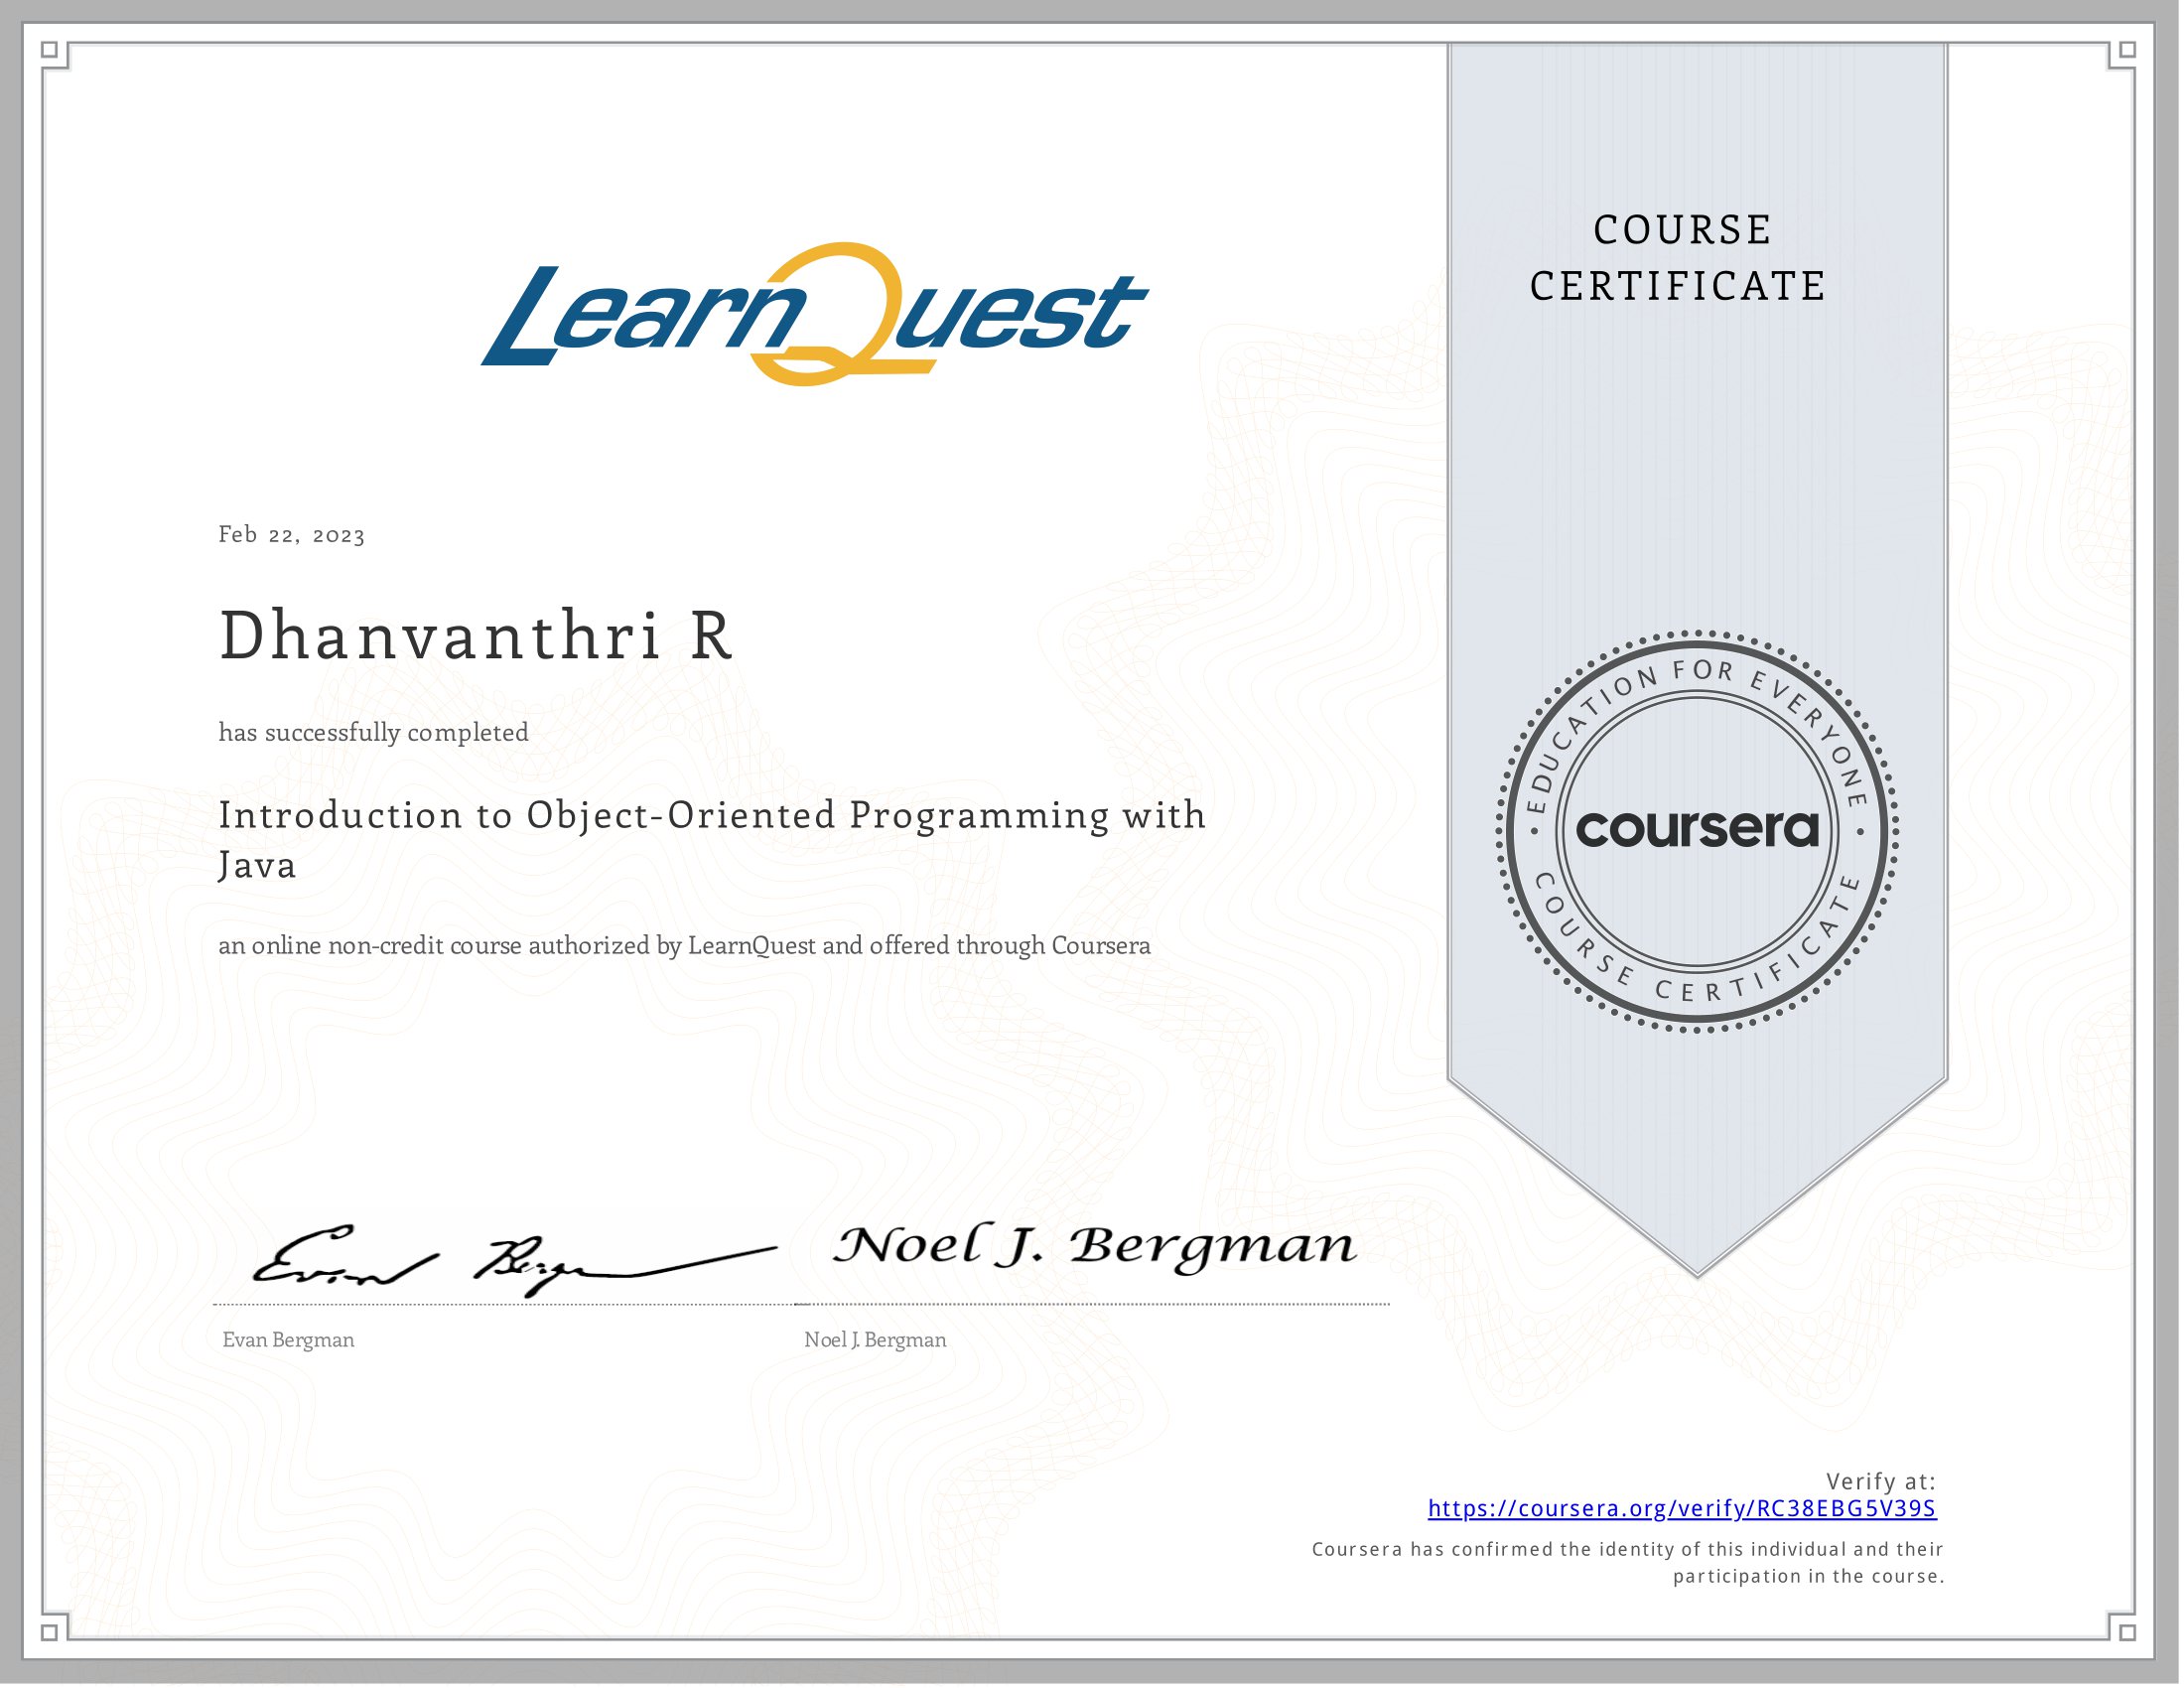 LearnQuest
COURSE
CERTIFICATE
Feb 22, 2023
Dhanvanthri R
has successfully completed
Introduction to Object-Oriented Programming with
Java
an online non-credit course authorized by LearnQuest and offered through Coursera
EDUCATION FOR EVERYONE
coursera
COURSE CERTIFICATE
Evan Bergman
Noel J. Bergman
Evan Bergman
Noel J. Bergman
Verify at:
https://coursera.org/verify/RC38EBG5V39S
Coursera has confirmed the identity of this individual and their
participation in the course.